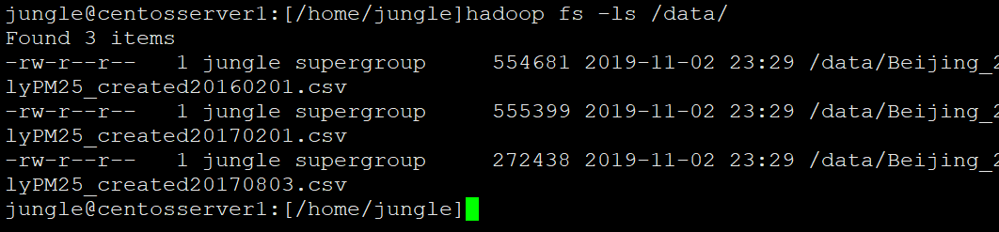 jungle@centosserver1:[/home/jungle]hadoop fs -ls /data/
Found 3 items
-rw-r--r--   1 jungle supergroup     554681 2019-11-02 23:29 /data/Beijing_2
lyPM25_created20160201.csv
-rw-r--r--   1 jungle supergroup     555399 2019-11-02 23:29 /data/Beijing_2
lyPM25_created20170201.csv
-rw-r--r--   1 jungle supergroup     272438 2019-11-02 23:29 /data/Beijing_2
lyPM25_created20170803.csv
jungle@centosserver1:[/home/jungle]